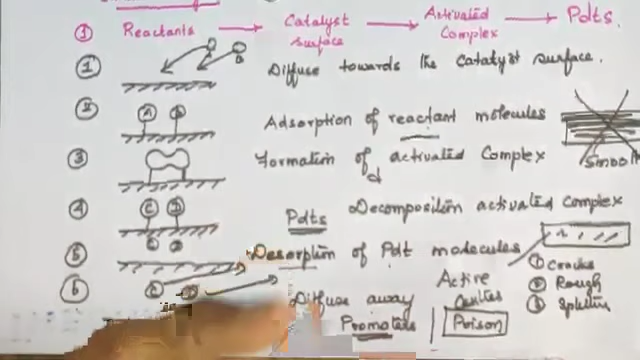 ① Reactants → Catalyst Surface → Activated Complex → Pdts.
① Diffuse towards the Catalyst surface.
② A B Adsorption of reactant molecules
Smooth
③ Formation of activated Complex
④ C D Pdts Decomposition activated Complex
⑤ Desorption of Pdt molecules
① Cracks
⑥ Diffuse away
Active
② Rough
③
Promoters Poison